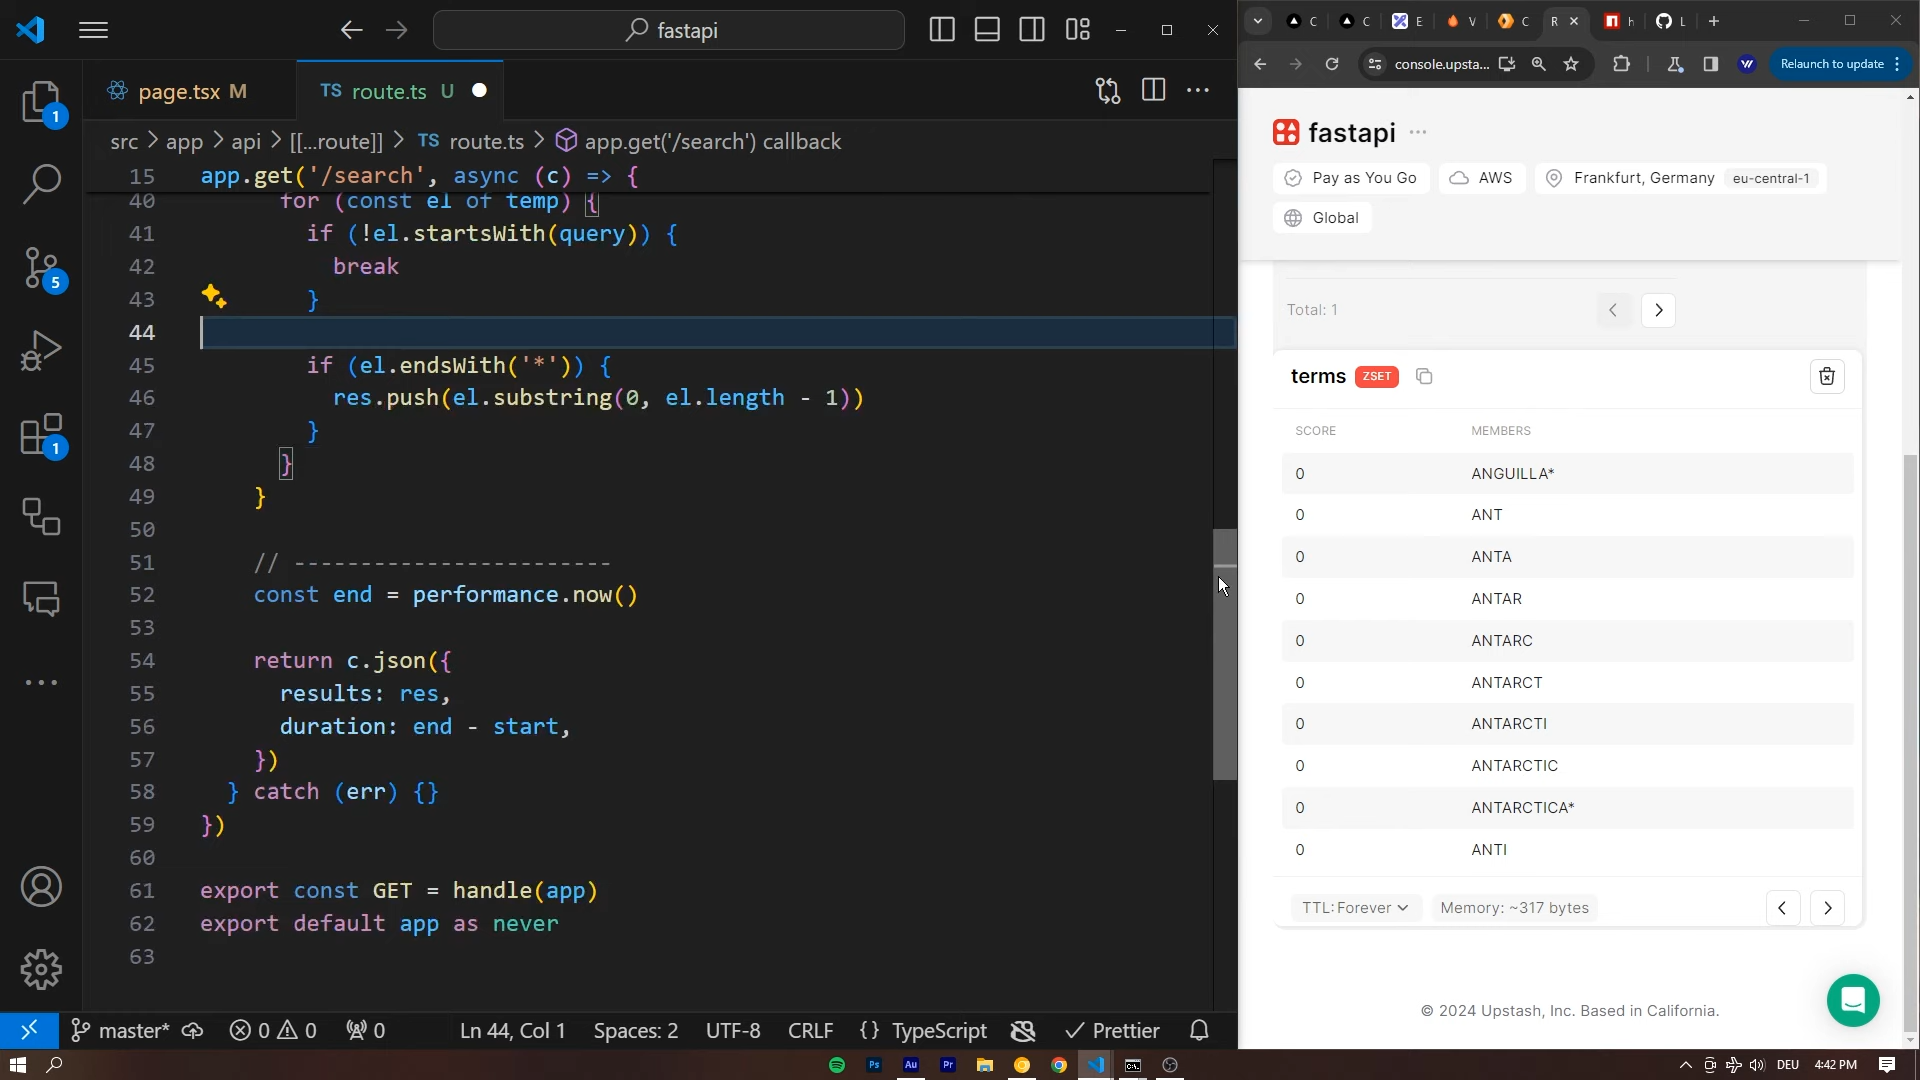 fastapi
page.tsx M
TS route.ts U
src > app > api > [[...route]] > TS route.ts > app.get('/search') callback
15 app.get('/search', async (c) => {
40 for (const el of temp) {
41 if (!el.startsWith(query)) {
42 break
43 }
44
45 if (el.endsWith('*')) {
46 res.push(el.substring(0, el.length - 1))
47 }
48 }
49 }
50
51 // ------------------------
52 const end = performance.now()
53
54 return c.json({
55 results: res,
56 duration: end - start,
57 })
58 } catch (err) {}
59 })
60
61 export const GET = handle(app)
62 export default app as never
63
1
5
1
master* 0 0 0 Ln 44, Col 1 Spaces: 2 UTF-8 CRLF {} TypeScript Prettier
C C E V C R h L
console.upsta... Relaunch to update
fastapi ...
Pay as You Go AWS Frankfurt, Germany eu-central-1
Global
Total: 1
terms ZSET
SCORE MEMBERS
0 ANGUILLA*
0 ANT
0 ANTA
0 ANTAR
0 ANTARC
0 ANTARCT
0 ANTARCTI
0 ANTARCTIC
0 ANTARCTICA*
0 ANTI
TTL: Forever Memory: ~317 bytes
© 2024 Upstash, Inc. Based in California.
Ps Au Pr DEU 4:42 PM